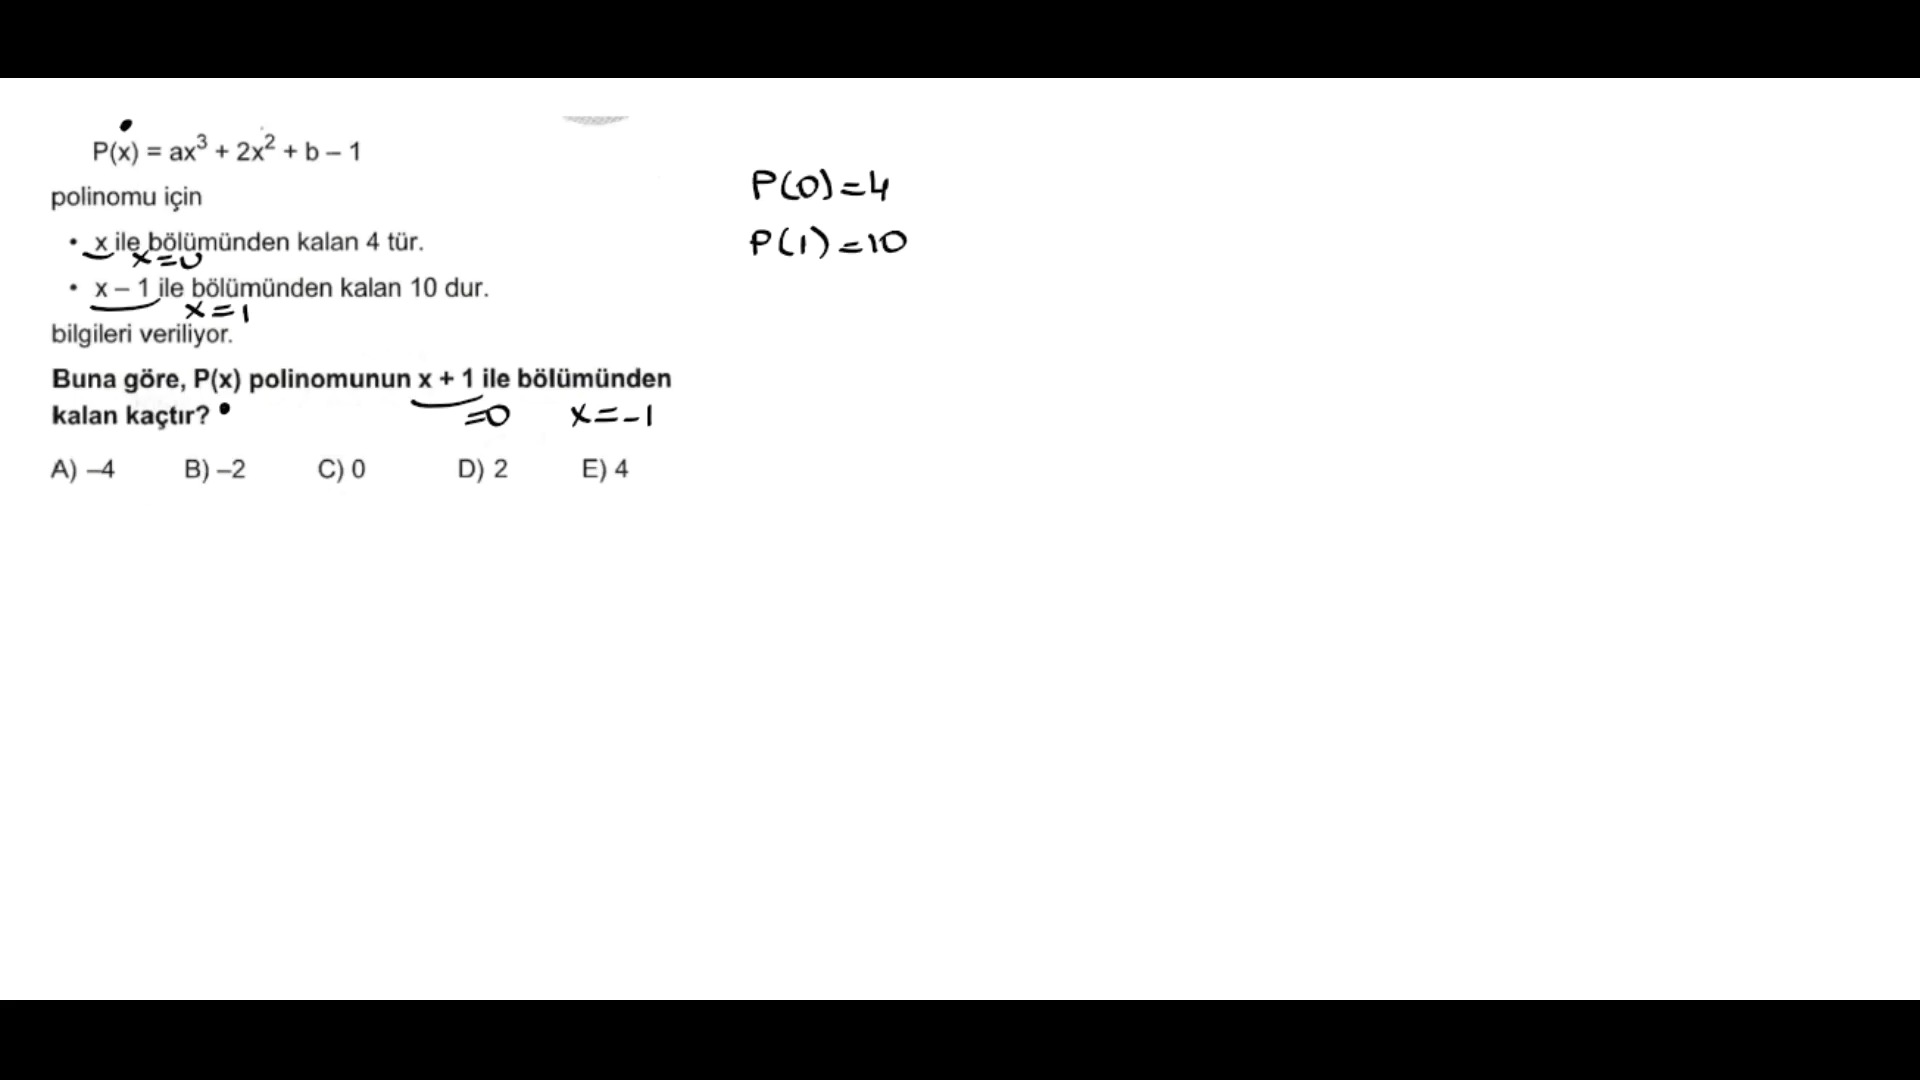 P(x) = ax³ + 2x² + b – 1
polinomu için
• x ile bölümünden kalan 4 tür.
x=0
• x – 1 ile bölümünden kalan 10 dur.
x=1
bilgileri veriliyor.
Buna göre, P(x) polinomunun x + 1 ile bölümünden
kalan kaçtır?
=0 x=-1
A) –4 B) –2 C) 0 D) 2 E) 4
P(0)=4
P(1)=10